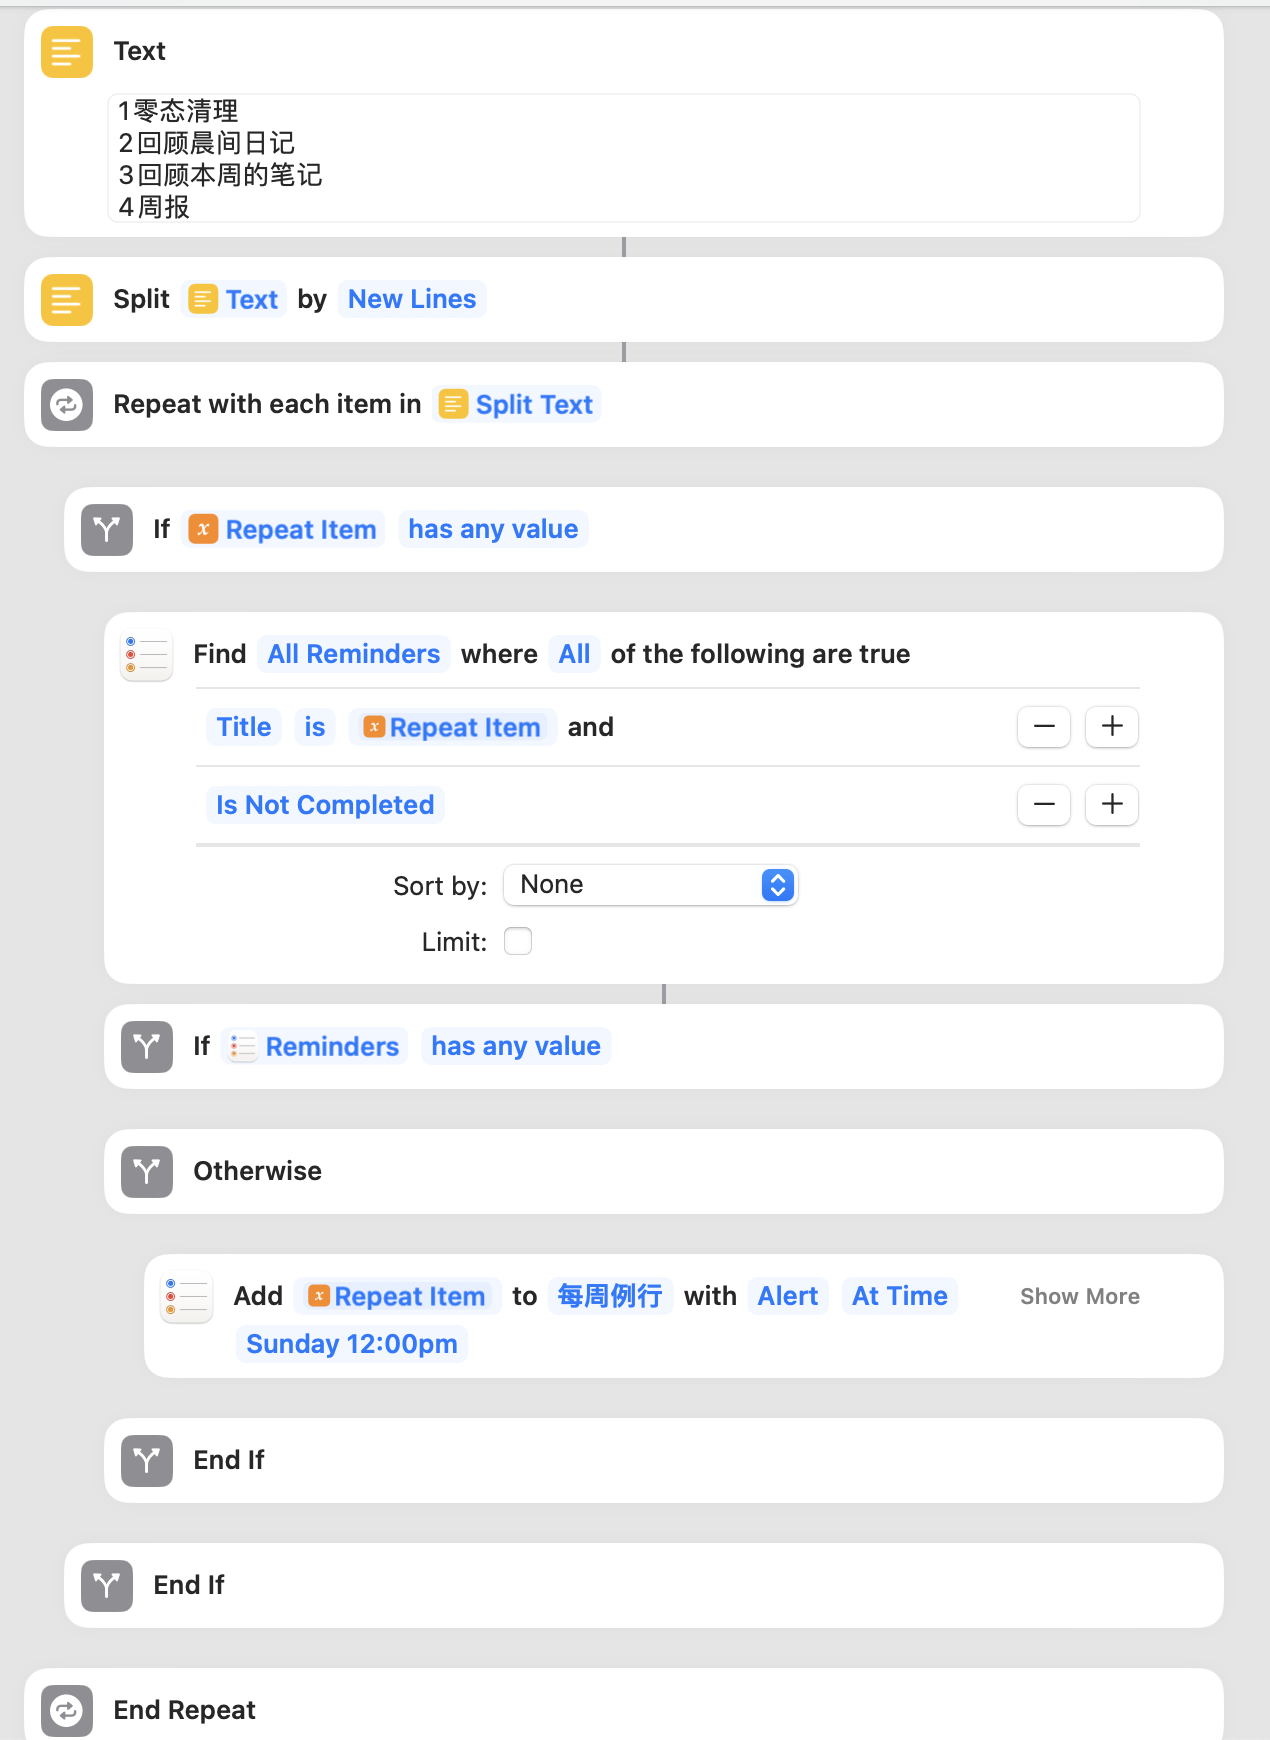 Text
1零态清理
2回顾晨间日记
3回顾本周的笔记
4周报
Split Text by New Lines
Repeat with each item in Split Text
If x Repeat Item has any value
Find All Reminders where All of the following are true
Title is x Repeat Item and
Is Not Completed
Sort by: None
Limit:
If Reminders has any value
Otherwise
Add x Repeat Item to 每周例行 with Alert At Time Show More
Sunday 12:00pm
End If
End If
End Repeat